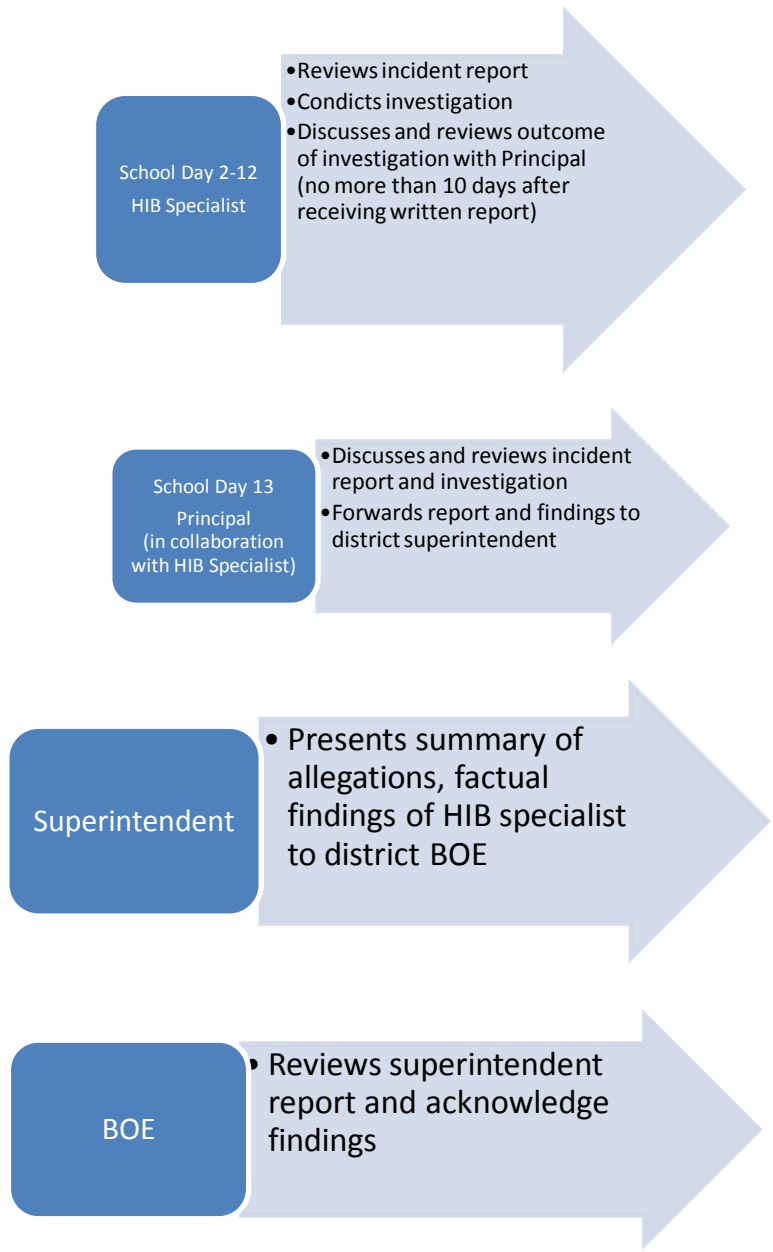 School Day 2-12
HIB Specialist
•Reviews incident report
•Condicts investigation
•Discusses and reviews outcome
of investigation with Principal
(no more than 10 days after
receiving written report)
School Day 13
Principal
(in collaboration
with HIB Specialist)
•Discusses and reviews incident
report and investigation
•Forwards report and findings to
district superintendent
Superintendent
• Presents summary of
allegations, factual
findings of HIB specialist
to district BOE
BOE
• Reviews superintendent
report and acknowledge
findings